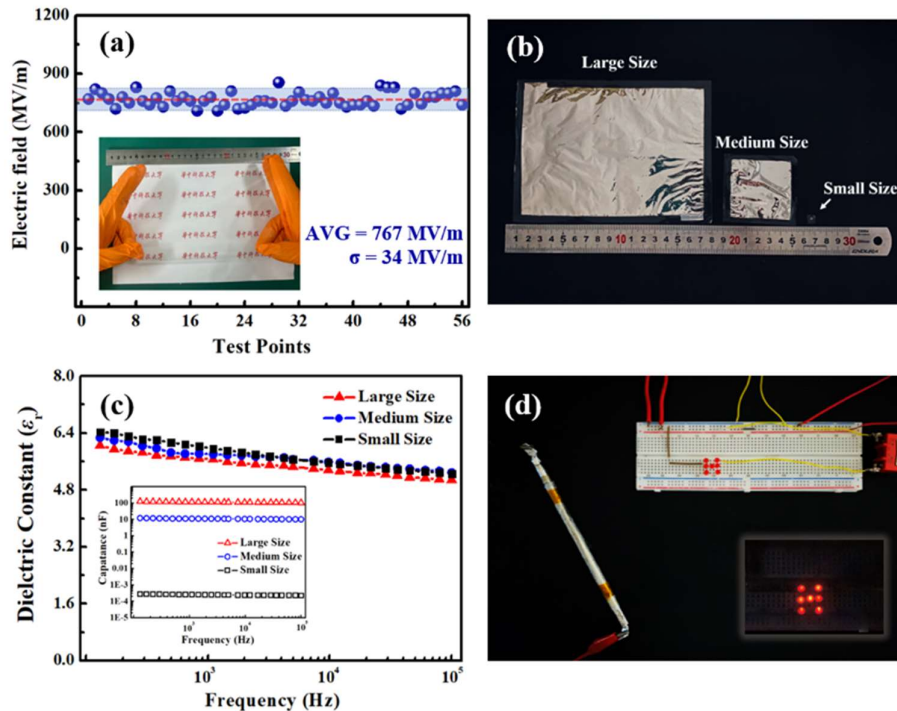 (a)
1200
900
600
300
0
Electric field (MV/m)
AVG = 767 MV/m
σ = 34 MV/m
0 8 16 24 32 40 48 56
Test Points
(b)
Large Size
Medium Size
Small Size
(c)
8.0
6.4
4.8
3.2
1.6
0.0
Dielctric Constant (εr)
Large Size
Medium Size
Small Size
100
10
1
0.1
0.01
1E-3
1E-4
1E-5
Capatance (nF)
Large Size
Medium Size
Small Size
10³ 10⁴ 10⁵
Frequency (Hz)
10³ 10⁴ 10⁵
Frequency (Hz)
(d)